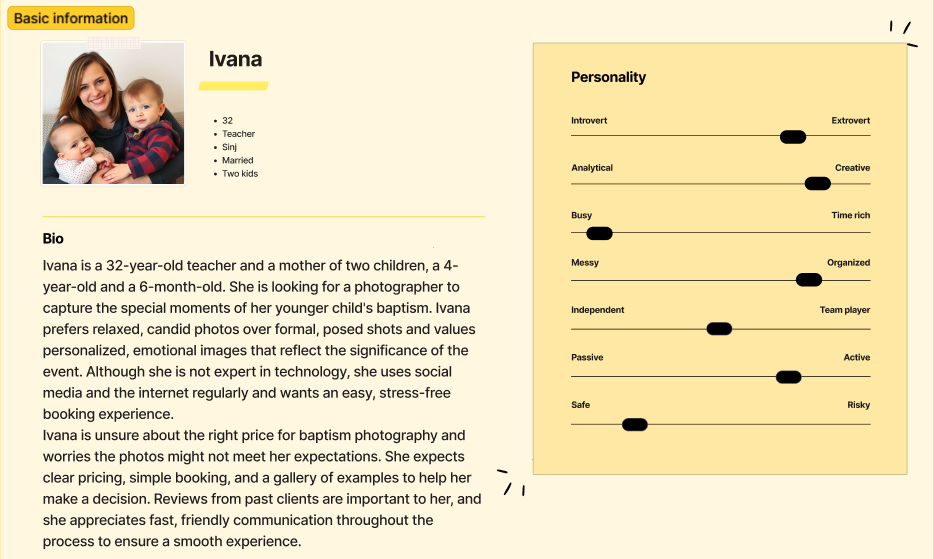 Basic information
Ivana
32
Teacher
Sinj
Married
Two kids
Bio
Ivana is a 32-year-old teacher and a mother of two children, a 4-
year-old and a 6-month-old. She is looking for a photographer to
capture the special moments of her younger child's baptism. Ivana
prefers relaxed, candid photos over formal, posed shots and values
personalized, emotional images that reflect the significance of the
event. Although she is not expert in technology, she uses social
media and the internet regularly and wants an easy, stress-free
booking experience.
Ivana is unsure about the right price for baptism photography and
worries the photos might not meet her expectations. She expects
clear pricing, simple booking, and a gallery of examples to help her
make a decision. Reviews from past clients are important to her, and
she appreciates fast, friendly communication throughout the
process to ensure a smooth experience.
Personality
Introvert Extrovert
Analytical Creative
Busy Time rich
Messy Organized
Independent Team player
Passive Active
Safe Risky